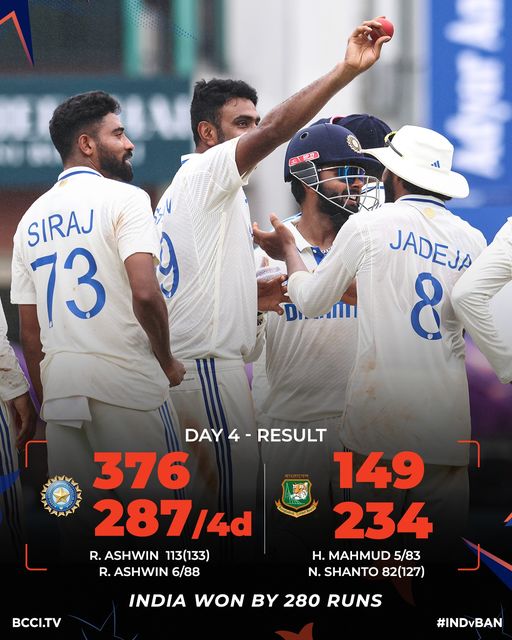 SIRAJ
73
9
JADEJA
8
DAY 4 - RESULT
376
287/4d
R. ASHWIN 113(133)
R. ASHWIN 6/88
149
234
H. MAHMUD 5/83
N. SHANTO 82(127)
INDIA WON BY 280 RUNS
BCCI.TV
#INDvBAN